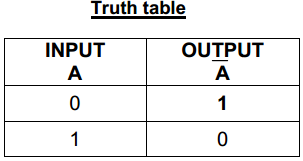 Truth table
INPUT OUTPUT
A A̅
0 1
1 0